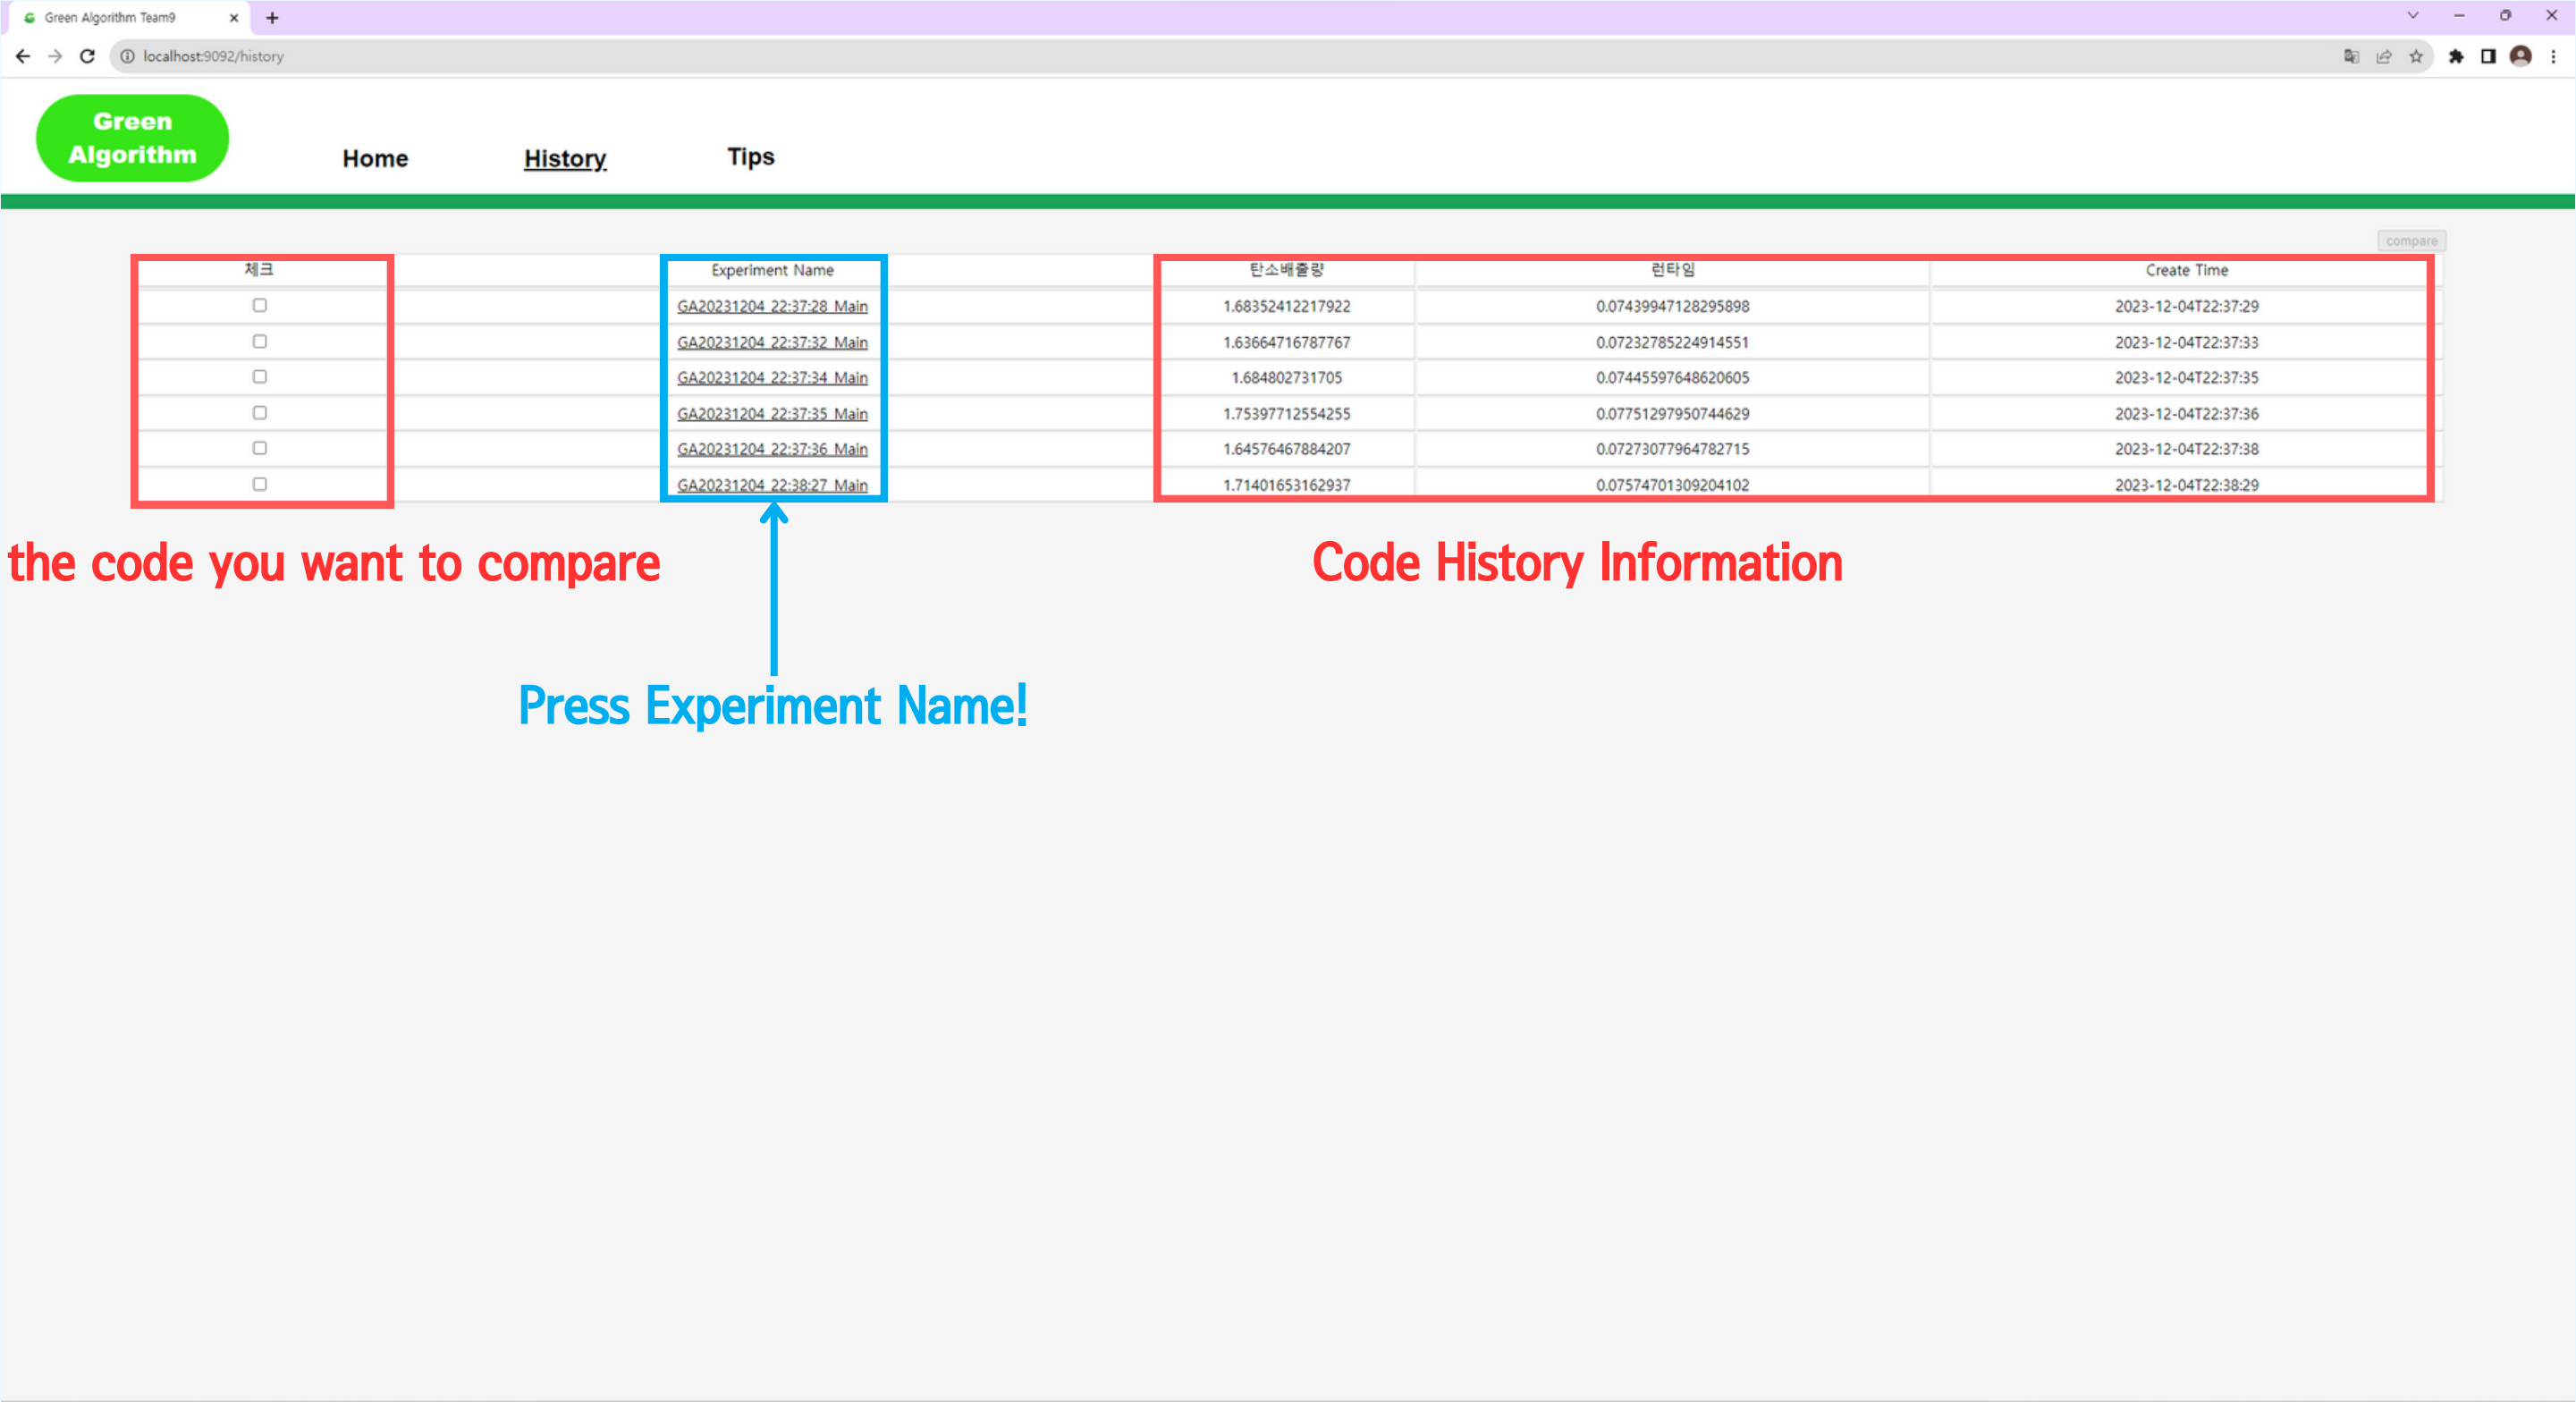 Green Algorithm Team9
localhost:9092/history
Green
Algorithm
Home History Tips
compare
체크 Experiment Name 탄소배출량 런타임 Create Time
GA20231204_22:37:28_Main 1.68352412217922 0.07439947128295898 2023-12-04T22:37:29
GA20231204_22:37:32_Main 1.63664716787767 0.07232785224914551 2023-12-04T22:37:33
GA20231204_22:37:34_Main 1.684802731705 0.07445597648620605 2023-12-04T22:37:35
GA20231204_22:37:35_Main 1.75397712554255 0.07751297950744629 2023-12-04T22:37:36
GA20231204_22:37:36_Main 1.64576467884207 0.07273077964782715 2023-12-04T22:37:38
GA20231204_22:38:27_Main 1.71401653162937 0.07574701309204102 2023-12-04T22:38:29
the code you want to compare
Code History Information
Press Experiment Name!